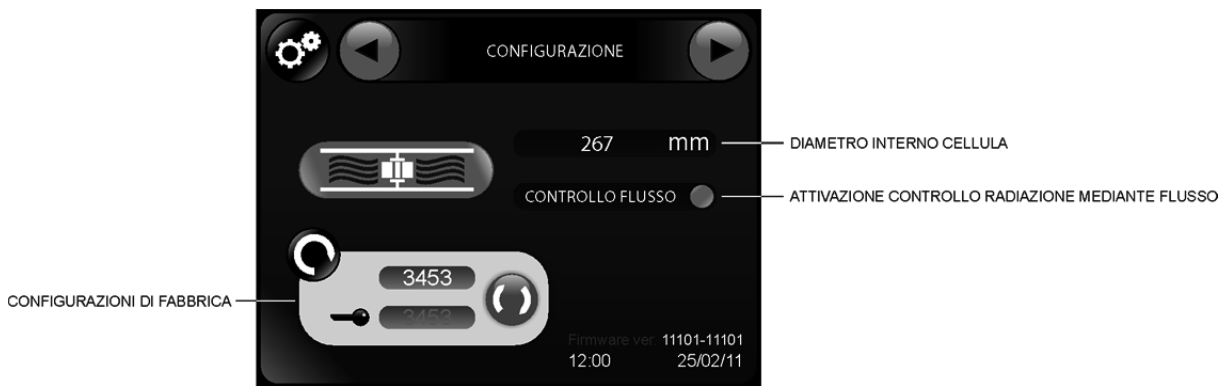 CONFIGURAZIONE
267 mm
DIAMETRO INTERNO CELLULA
CONTROLLO FLUSSO
ATTIVAZIONE CONTROLLO RADIAZIONE MEDIANTE FLUSSO
3453
CONFIGURAZIONI DI FABBRICA
3453
Firmware ver. 11101-11101
12:00 25/02/11